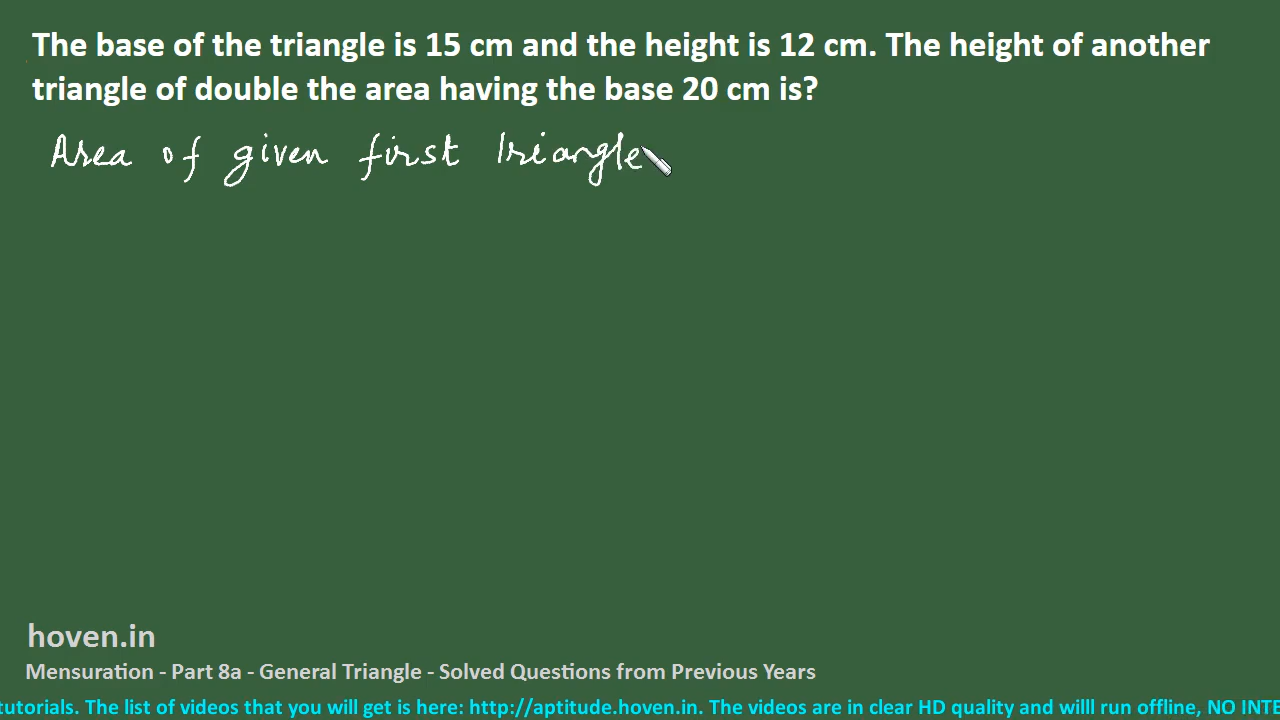 The base of the triangle is 15 cm and the height is 12 cm. The height of another
triangle of double the area having the base 20 cm is?
Area of given first triangle
hoven.in
Mensuration - Part 8a - General Triangle - Solved Questions from Previous Years
tutorials. The list of videos that you will get is here: http://aptitude.hoven.in. The videos are in clear HD quality and willl run offline, NO INTE